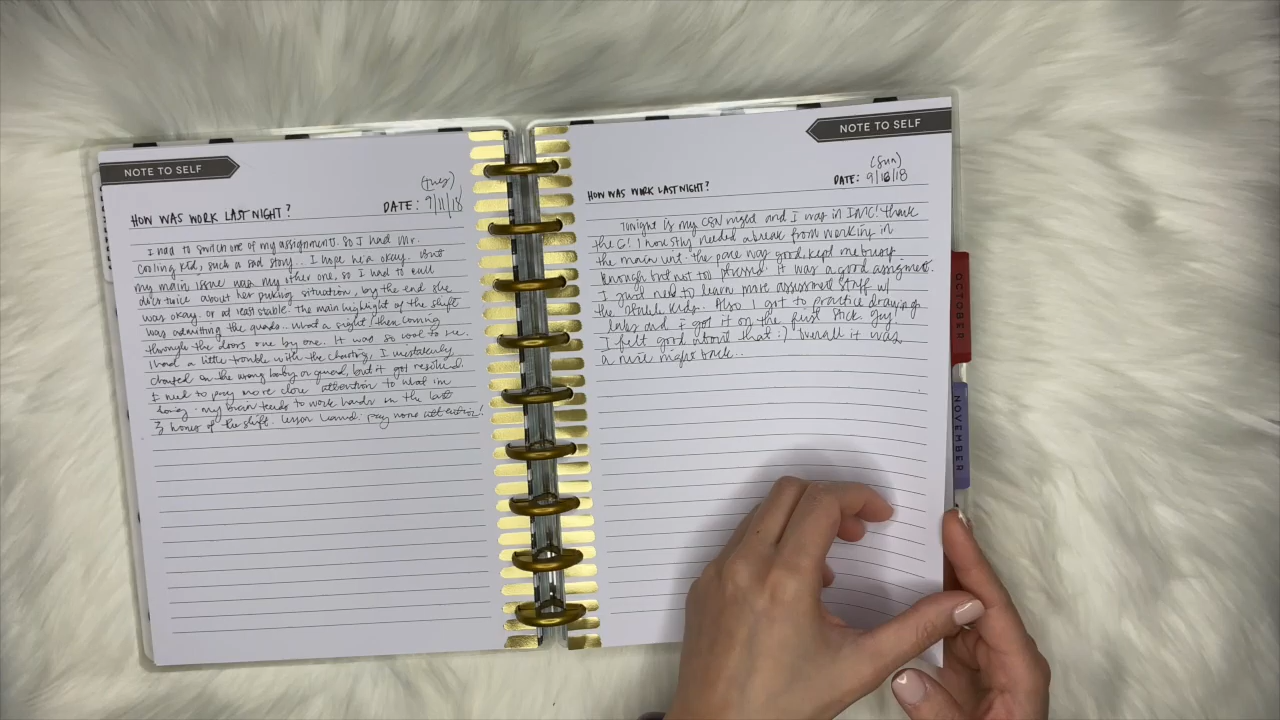 NOTE TO SELF
(Tues)
HOW WAS WORK LAST NIGHT? DATE: 9/11/18
I had to switch one of my assignments. So I had Mr.
Cooling kid, such a sad story... I hope he's okay.
my main issue was my other one, so I had to call
doc twice about her puking situation, by the end she
was okay. or at least stable. The main highlight of the shift
was admitting the quads.. What a sight! them coming
through the doors one by one. It was so cool to me.
I had a little trouble with the charting. I mistakenly
charted on the wrong baby or quad, but it got resolved.
I need to pay more close attention to what im
doing. my brain tends to work harder in the last
3 hours of the shift. Lesson learned. pay more attention!
NOTE TO SELF
(Sun)
HOW WAS WORK LAST NIGHT? DATE: 9/16/18
Tonight is my night and I was in IMC! thank
the G! I honestly needed a break from working in
the main unit. the pace was good, kept me busy
enough but not too It was a good assignment.
I just need to learn more assessment stuff w/
the kids. Also I got to practice drawing
labs and I got it on the first stick. yay!
I felt good about that :) Overall it was
a nice night back...
OCTOBER
NOVEMBER